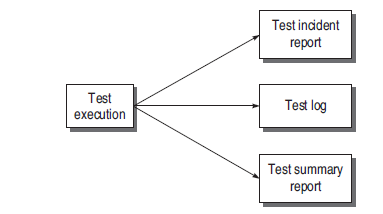 Test incident
report
Test
execution
Test log
Test summary
report